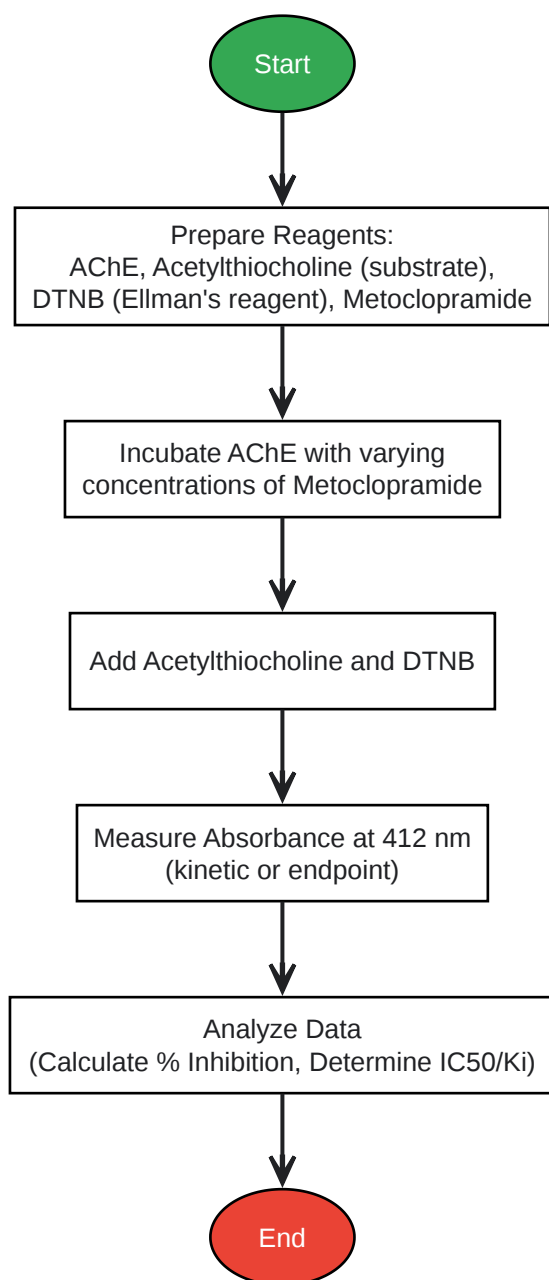 Start
Prepare Reagents:
AChE, Acetylthiocholine (substrate),
DTNB (Ellman's reagent), Metoclopramide
Incubate AChE with varying
concentrations of Metoclopramide
Add Acetylthiocholine and DTNB
Measure Absorbance at 412 nm
(kinetic or endpoint)
Analyze Data
(Calculate % Inhibition, Determine IC50/Ki)
End